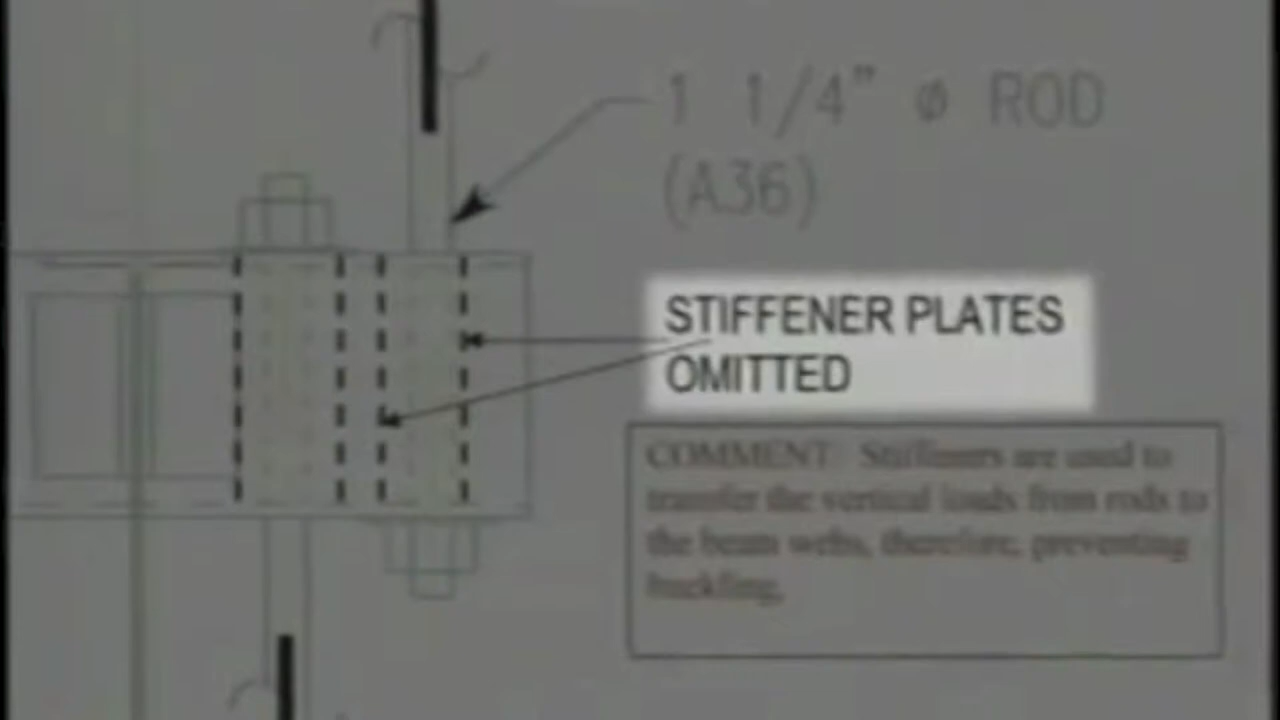 1 1/4" ø ROD
(A36)
STIFFENER PLATES
OMITTED
COMMENT: Stiffeners are used to
transfer the vertical loads from rods to
the beam webs, therefore, preventing
buckling.